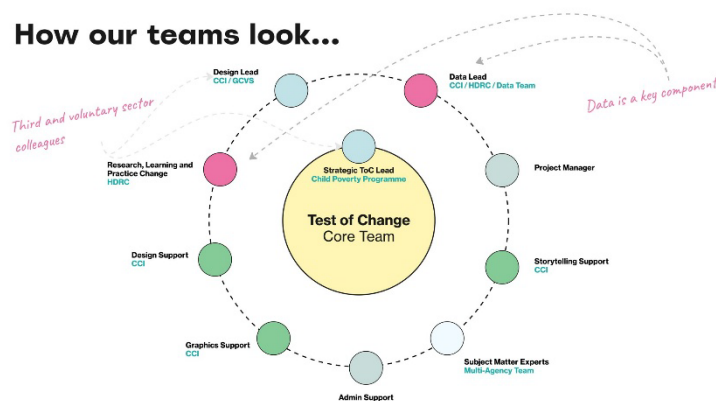 How our teams look...
Design Lead
CCI / GCVS
Data Lead
CCI / HDRC / Data Team
Third and voluntary sector
colleagues
Data is a key component
Research, Learning and
Practice Change
HDRC
Strategic ToC Lead
Child Poverty Programme
Project Manager
Test of Change
Core Team
Design Support
CCI
Storytelling Support
CCI
Graphics Support
CCI
Subject Matter Experts
Multi-Agency Team
Admin Support